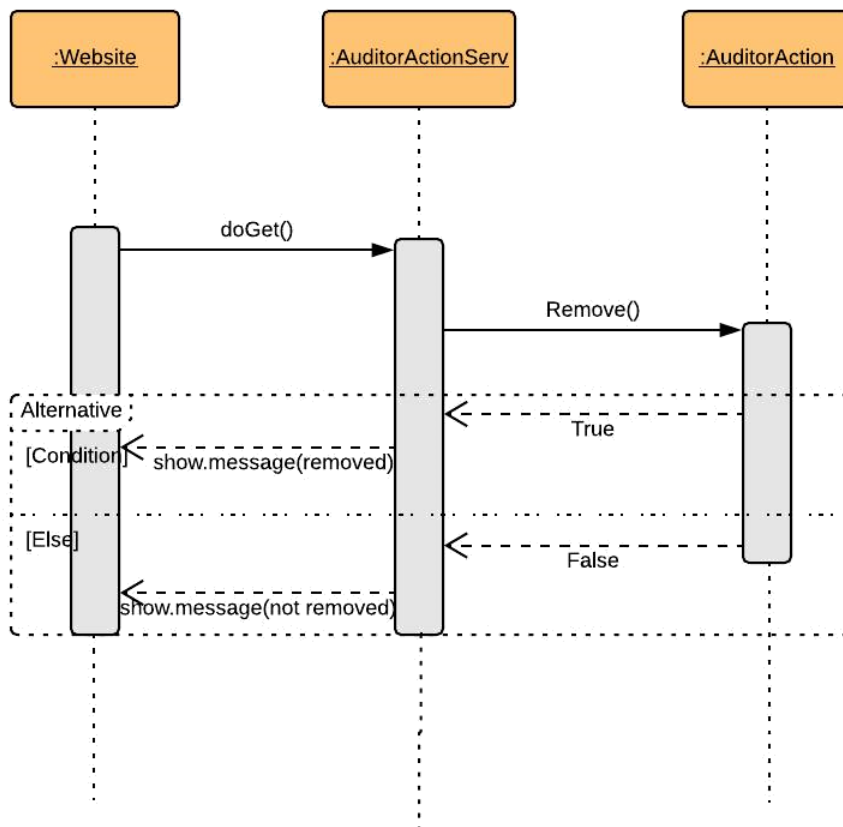 :Website
:AuditorActionServ
:AuditorAction
doGet()
Remove()
Alternative
True
[Condition]
show.message(removed)
[Else]
False
show.message(not removed)